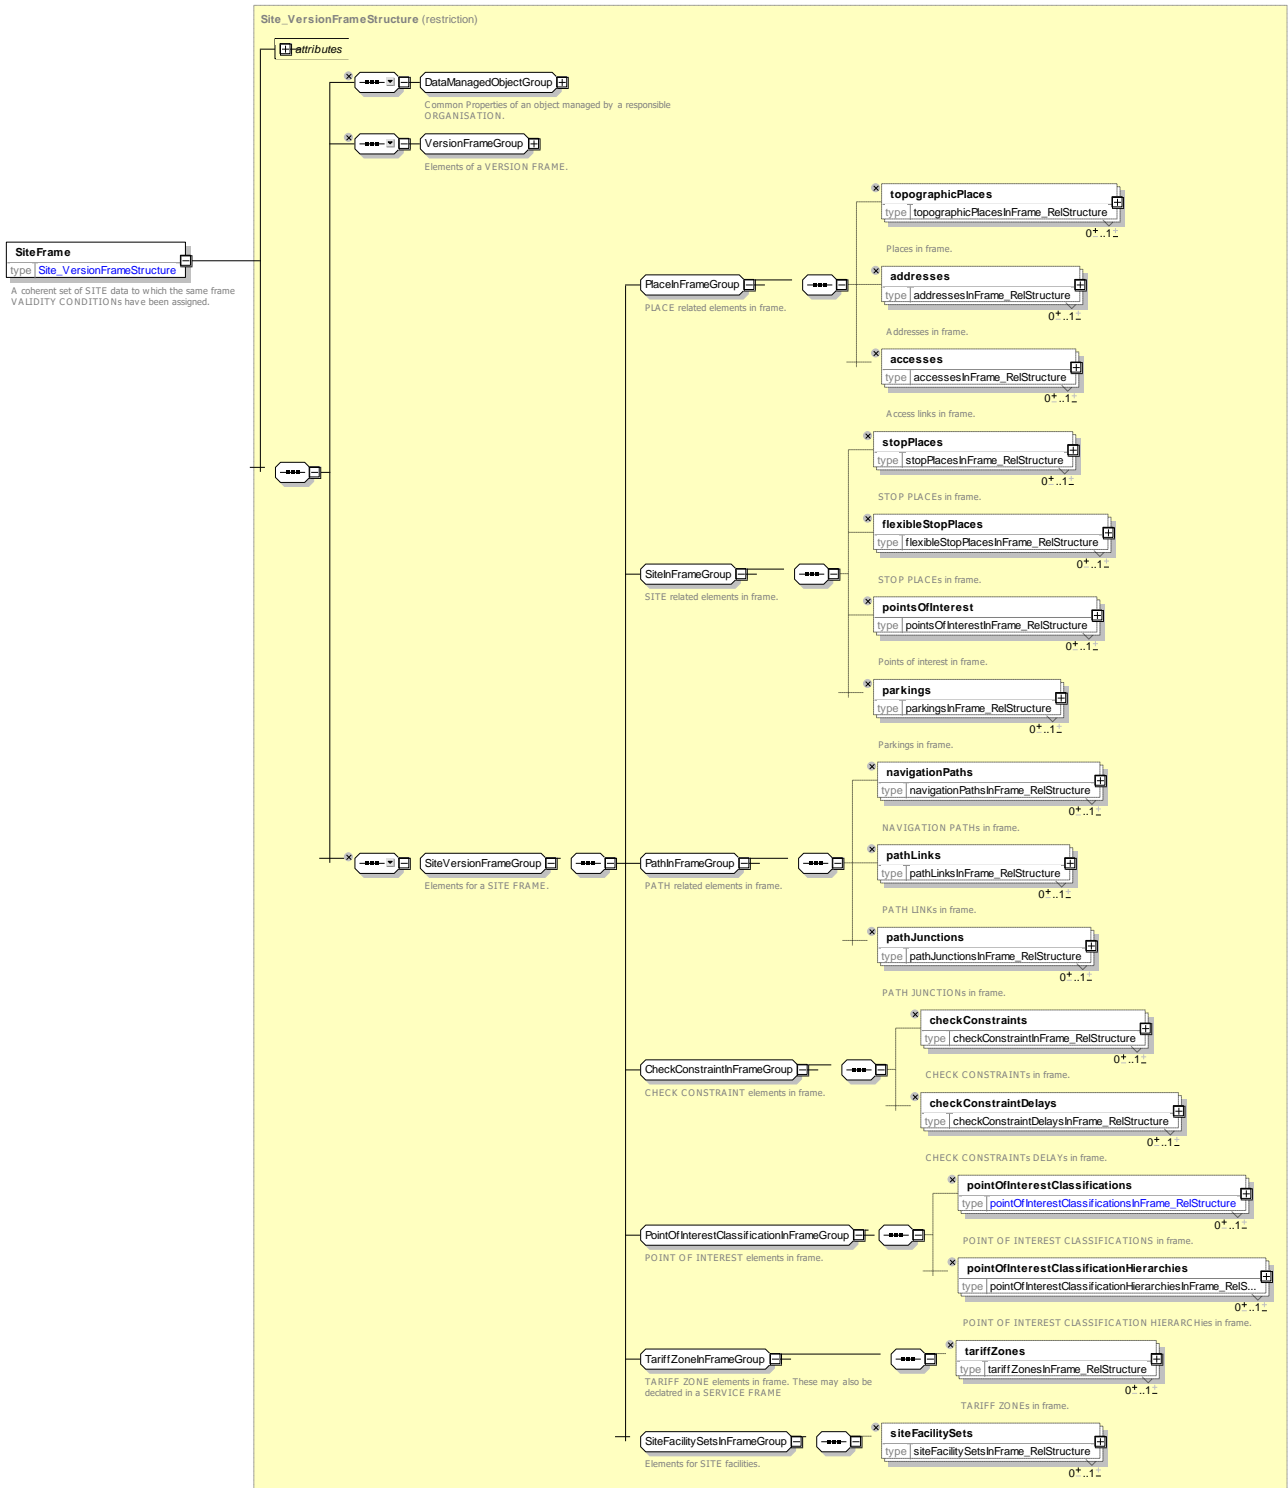 Site_VersionFrameStructure (restriction)
attributes
DataManagedObjectGroup
Common Properties of an object managed by a responsible
ORGANISATION.
VersionFrameGroup
Elements of a VERSION FRAME.
SiteFrame
type Site_VersionFrameStructure
A coherent set of SITE data to which the same frame
VALIDITY CONDITIONs have been assigned.
SiteVersionFrameGroup
Elements for a SITE FRAME.
PlaceInFrameGroup
PLACE related elements in frame.
topographicPlaces
type topographicPlacesInFrame_RelStructure
0..1
Places in frame.
addresses
type addressesInFrame_RelStructure
0..1
Addresses in frame.
accesses
type accessesInFrame_RelStructure
0..1
Access links in frame.
SiteInFrameGroup
SITE related elements in frame.
stopPlaces
type stopPlacesInFrame_RelStructure
0..1
STOP PLACEs in frame.
flexibleStopPlaces
type flexibleStopPlacesInFrame_RelStructure
0..1
STOP PLACEs in frame.
pointsOfInterest
type pointsOfInterestInFrame_RelStructure
0..1
Points of interest in frame.
parkings
type parkingsInFrame_RelStructure
0..1
Parkings in frame.
PathInFrameGroup
PATH related elements in frame.
navigationPaths
type navigationPathsInFrame_RelStructure
0..1
NAVIGATION PATHs in frame.
pathLinks
type pathLinksInFrame_RelStructure
0..1
PATH LINKs in frame.
pathJunctions
type pathJunctionsInFrame_RelStructure
0..1
PATH JUNCTIONs in frame.
CheckConstraintInFrameGroup
CHECK CONSTRAINT elements in frame.
checkConstraints
type checkConstraintInFrame_RelStructure
0..1
CHECK CONSTRAINTs in frame.
checkConstraintDelays
type checkConstraintDelaysInFrame_RelStructure
0..1
CHECK CONSTRAINTs DELAYs in frame.
PointOfInterestClassificationInFrameGroup
POINT OF INTEREST elements in frame.
pointOfInterestClassifications
type pointOfInterestClassificationsInFrame_RelStructure
0..1
POINT OF INTEREST CLASSIFICATIONS in frame.
pointOfInterestClassificationHierarchies
type pointOfInterestClassificationHierarchiesInFrame_RelS...
0..1
POINT OF INTEREST CLASSIFICATION HIERARCHies in frame.
TariffZoneInFrameGroup
TARIFF ZONE elements in frame. These may also be
declatred in a SERVICE FRAME
tariffZones
type tariffZonesInFrame_RelStructure
0..1
TARIFF ZONEs in frame.
SiteFacilitySetsInFrameGroup
Elements for SITE facilities.
siteFacilitySets
type siteFacilitySetsInFrame_RelStructure
0..1